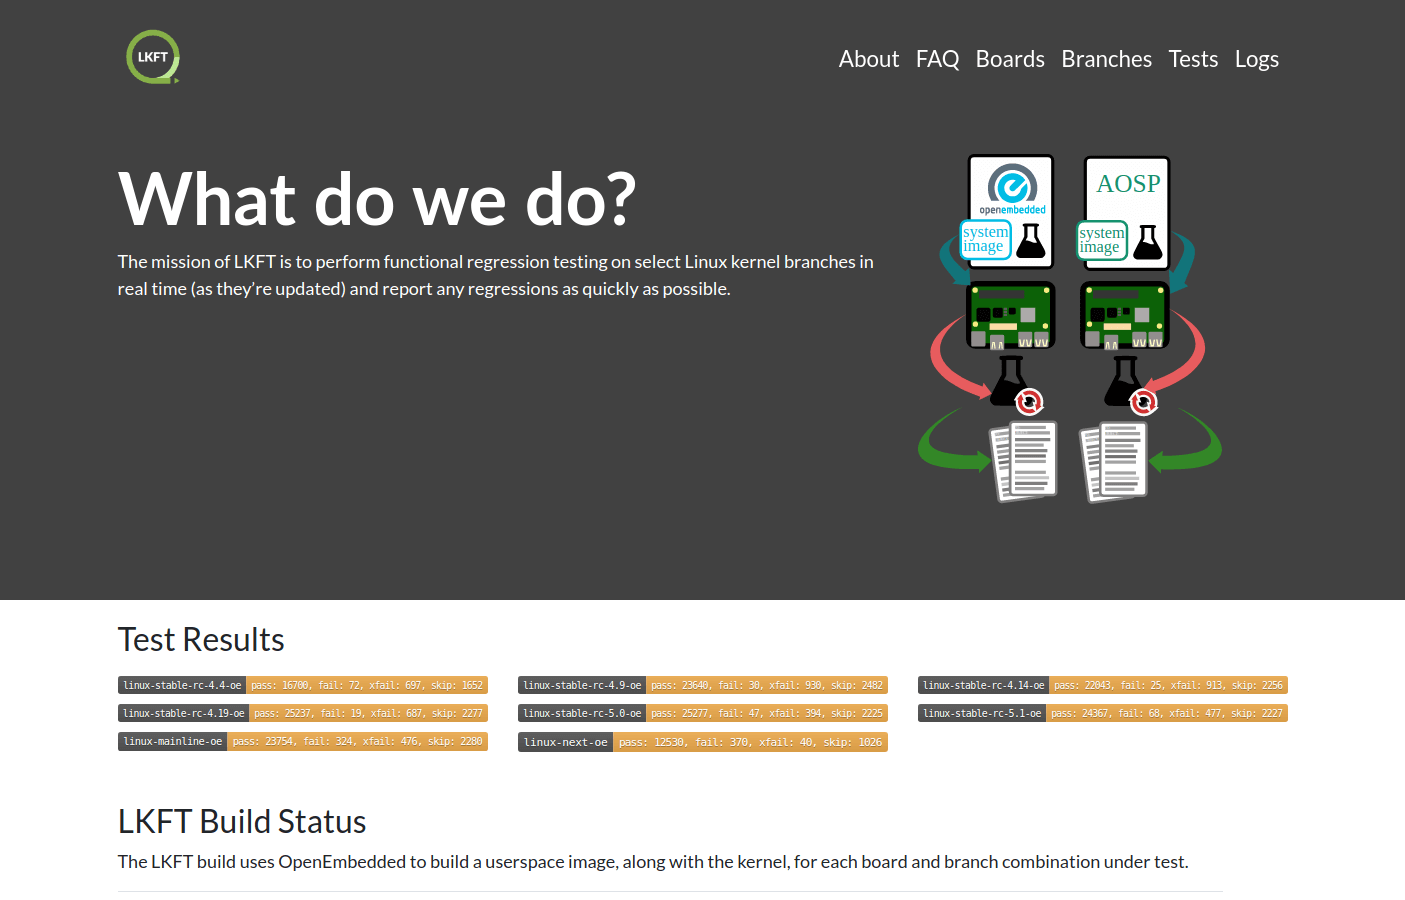 LKFT
About FAQ Boards Branches Tests Logs
What do we do?
The mission of LKFT is to perform functional regression testing on select Linux kernel branches in
real time (as they’re updated) and report any regressions as quickly as possible.
openembedded
system
image
AOSP
system
image
Test Results
linux-stable-rc-4.4-oe pass: 16700, fail: 72, xfail: 697, skip: 1652
linux-stable-rc-4.9-oe pass: 23640, fail: 30, xfail: 930, skip: 2482
linux-stable-rc-4.14-oe pass: 22043, fail: 25, xfail: 913, skip: 2256
linux-stable-rc-4.19-oe pass: 25237, fail: 19, xfail: 687, skip: 2277
linux-stable-rc-5.0-oe pass: 25277, fail: 47, xfail: 394, skip: 2225
linux-stable-rc-5.1-oe pass: 24367, fail: 68, xfail: 477, skip: 2227
linux-mainline-oe pass: 23754, fail: 324, xfail: 476, skip: 2280
linux-next-oe pass: 12530, fail: 370, xfail: 40, skip: 1026
LKFT Build Status
The LKFT build uses OpenEmbedded to build a userspace image, along with the kernel, for each board and branch combination under test.